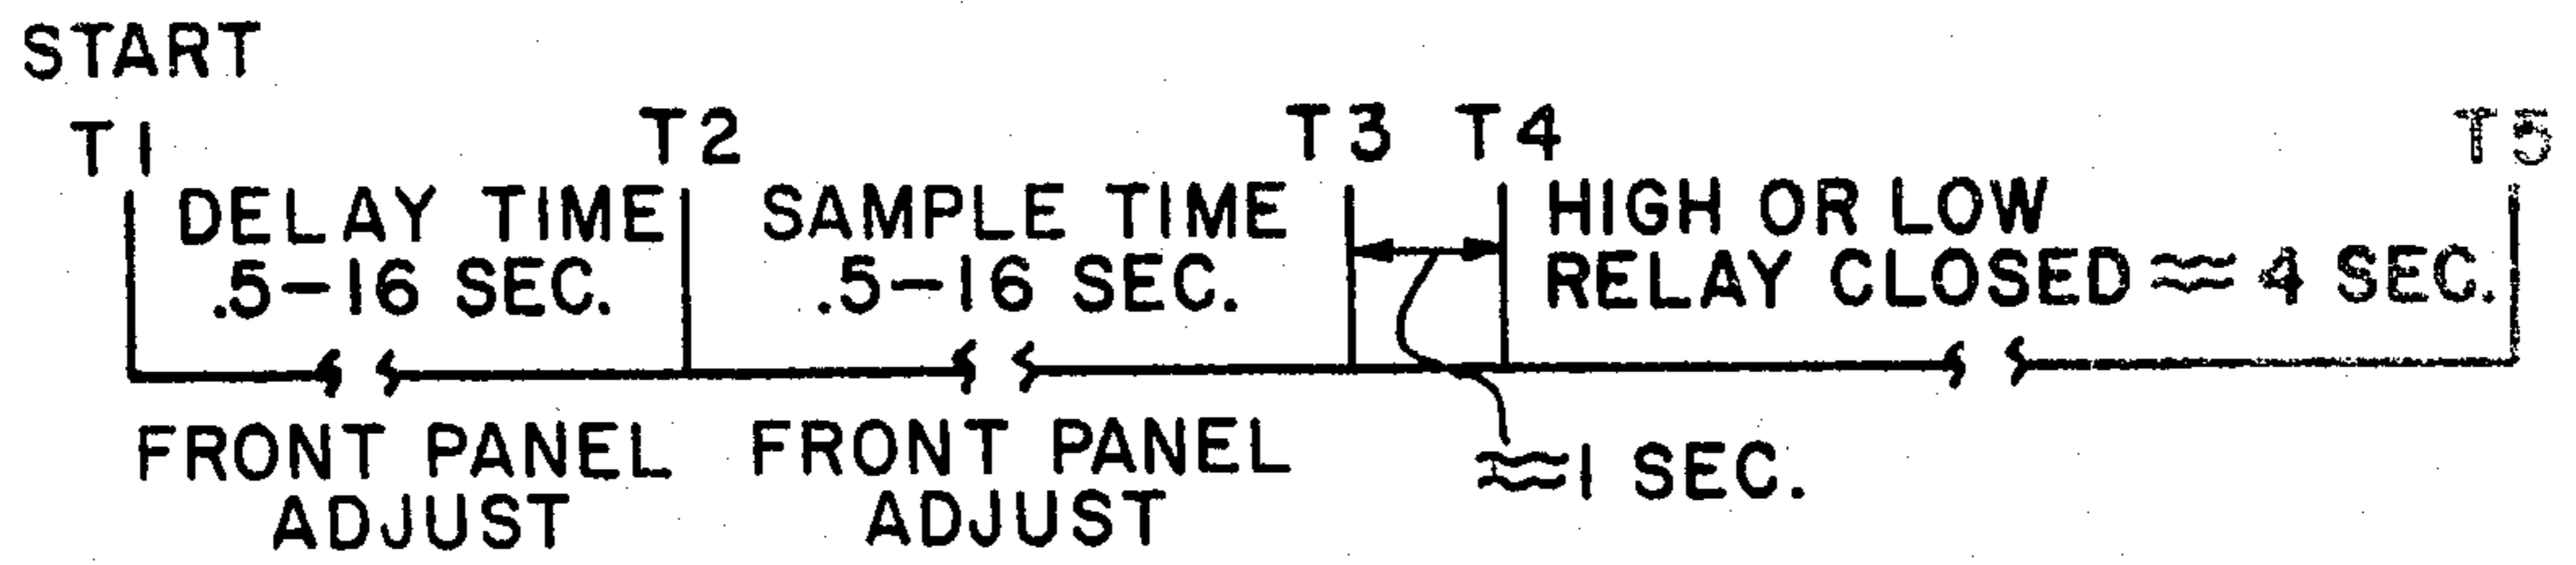 START
T1 T2 T3 T4 T5
DELAY TIME SAMPLE TIME HIGH OR LOW
.5-16 SEC. .5-16 SEC. RELAY CLOSED ≈ 4 SEC.
FRONT PANEL FRONT PANEL ≈1 SEC.
ADJUST ADJUST